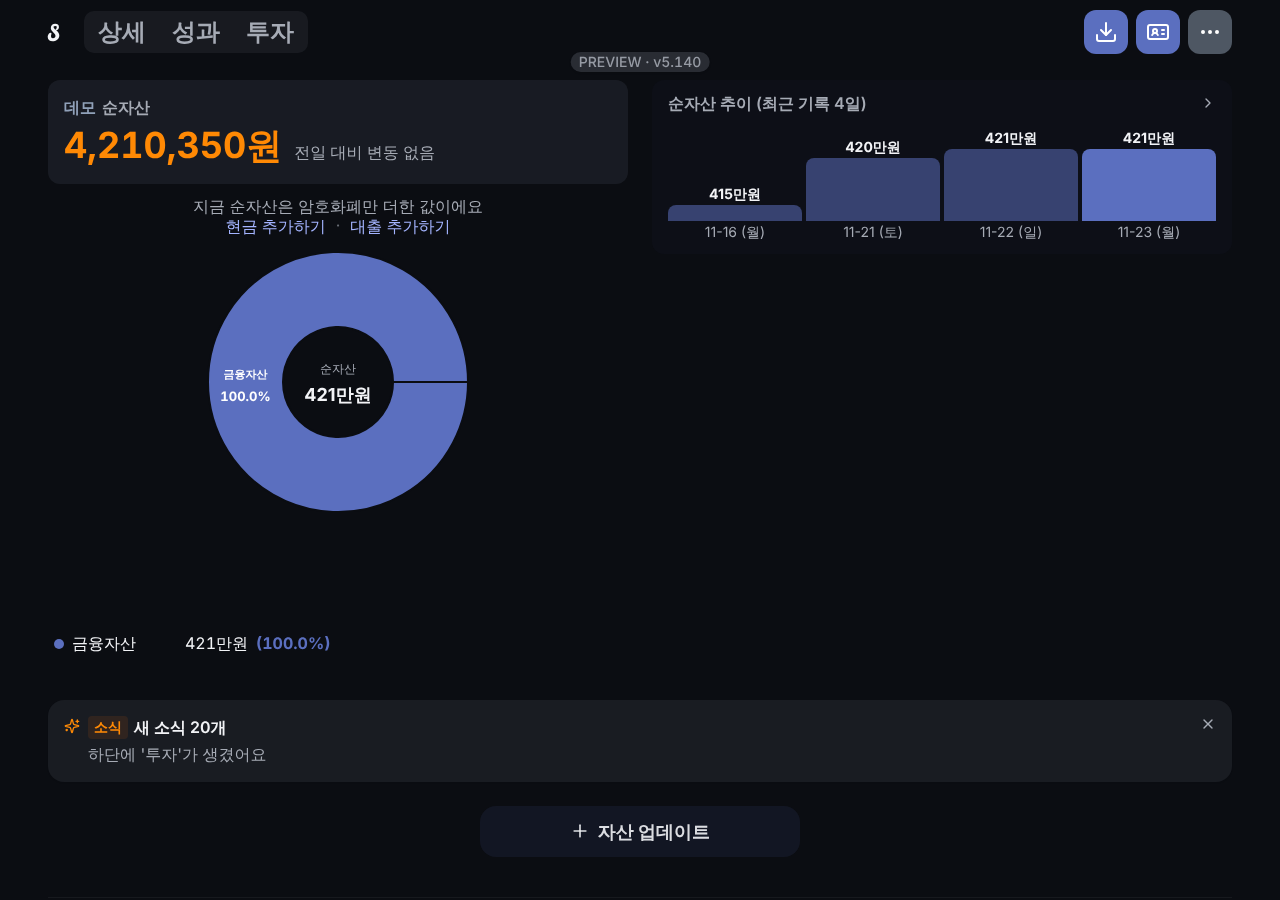 S
상세 성과 투자
PREVIEW · v5.140
데모 순자산
4,210,350원 전일 대비 변동 없음
지금 순자산은 암호화폐만 더한 값이에요
현금 추가하기 · 대출 추가하기
순자산 추이 (최근 기록 4일)
415만원 420만원 421만원 421만원
11-16 (월) 11-21 (토) 11-22 (일) 11-23 (월)
금융자산
100.0%
순자산
421만원
금융자산 421만원 (100.0%)
소식 새 소식 20개
하단에 '투자'가 생겼어요
자산 업데이트